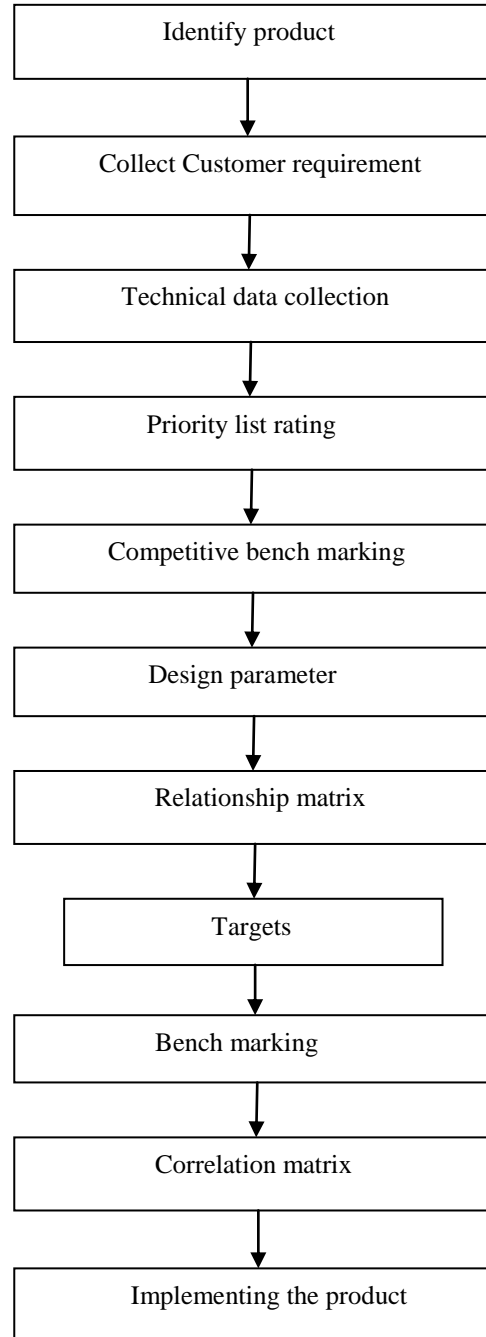 Identify product
Collect Customer requirement
Technical data collection
Priority list rating
Competitive bench marking
Design parameter
Relationship matrix
Targets
Bench marking
Correlation matrix
Implementing the product